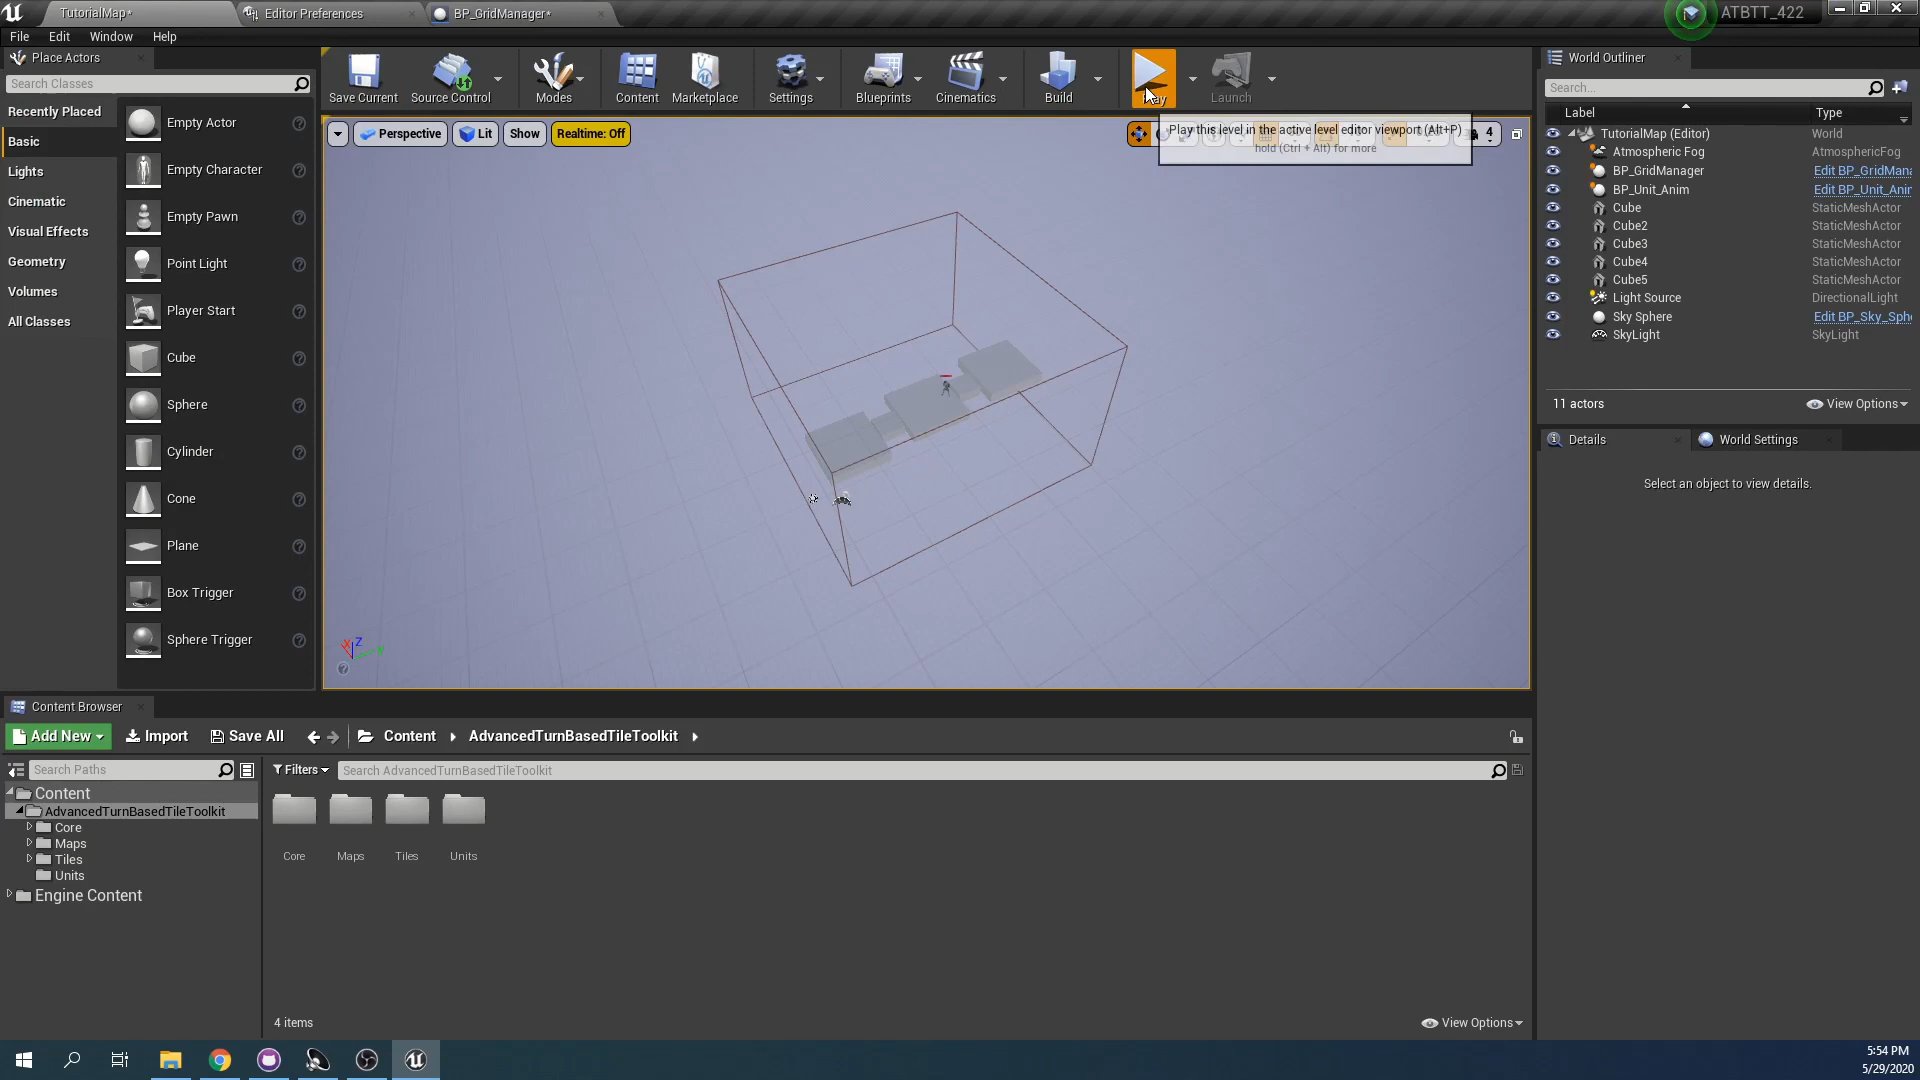 TutorialMap*
Editor Preferences
BP_GridManager*
ATBTT_422
File
Edit
Window
Help
Place Actors
Search Classes
Recently Placed
Basic
Lights
Cinematic
Visual Effects
Geometry
Volumes
All Classes
Empty Actor
Empty Character
Empty Pawn
Point Light
Player Start
Cube
Sphere
Cylinder
Cone
Plane
Box Trigger
Sphere Trigger
Save Current
Source Control
Modes
Content
Marketplace
Settings
Blueprints
Cinematics
Build
Play
Launch
Perspective
Lit
Show
Realtime: Off
4
Play this level in the active level editor viewport (Alt+P)
hold (Ctrl + Alt) for more
X
Z
Y
World Outliner
Search...
Label
Type
TutorialMap (Editor)
World
Atmospheric Fog
AtmosphericFog
BP_GridManager
Edit BP_GridMana
BP_Unit_Anim
Edit BP_Unit_Anim
Cube
StaticMeshActor
Cube2
StaticMeshActor
Cube3
StaticMeshActor
Cube4
StaticMeshActor
Cube5
StaticMeshActor
Light Source
DirectionalLight
Sky Sphere
Edit BP_Sky_Sphe
SkyLight
SkyLight
11 actors
View Options
Details
World Settings
Select an object to view details.
Content Browser
Add New
Import
Save All
Content
AdvancedTurnBasedTileToolkit
Search Paths
Filters
Search AdvancedTurnBasedTileToolkit
Content
AdvancedTurnBasedTileToolkit
Core
Maps
Tiles
Units
Engine Content
Core
Maps
Tiles
Units
4 items
View Options
5:54 PM
5/29/2020